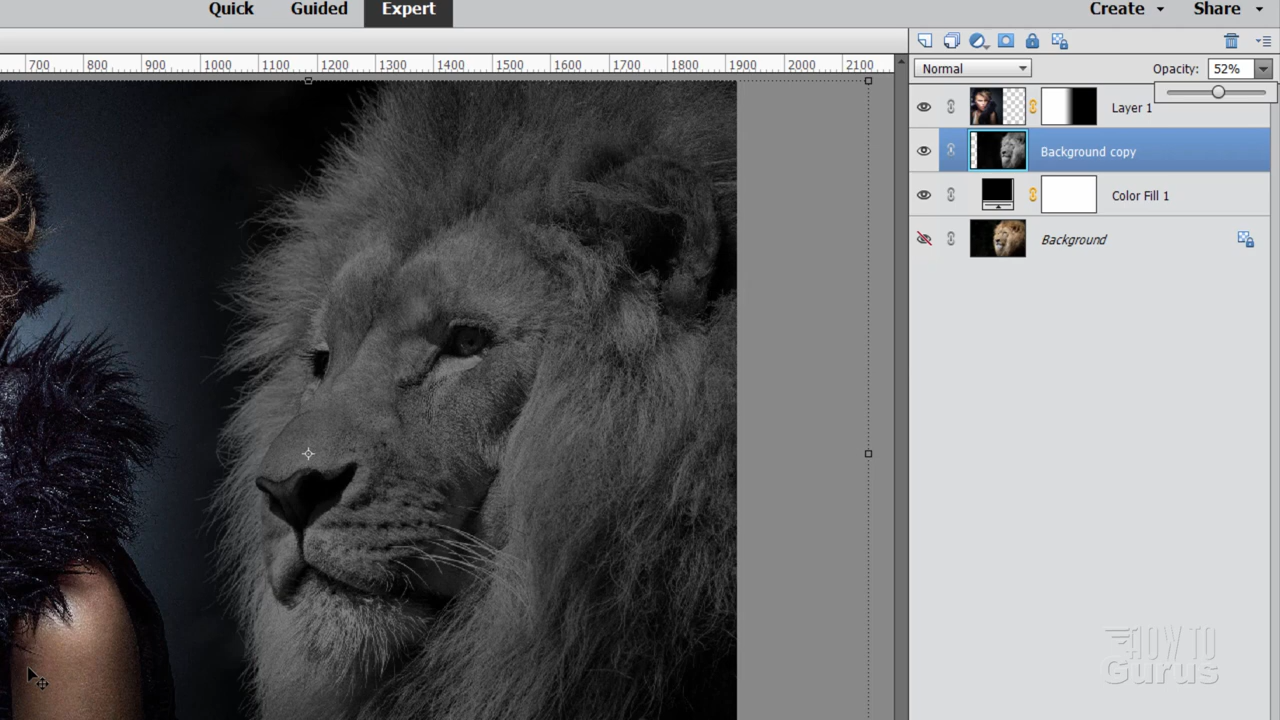 Quick Guided Expert
Create Share
700 800 900 1000 1100 1200 1300 1400 1500 1600 1700 1800 1900 2000 2100
Normal Opacity: 52%
Layer 1
Background copy
Color Fill 1
Background
HOW TO
Gurus